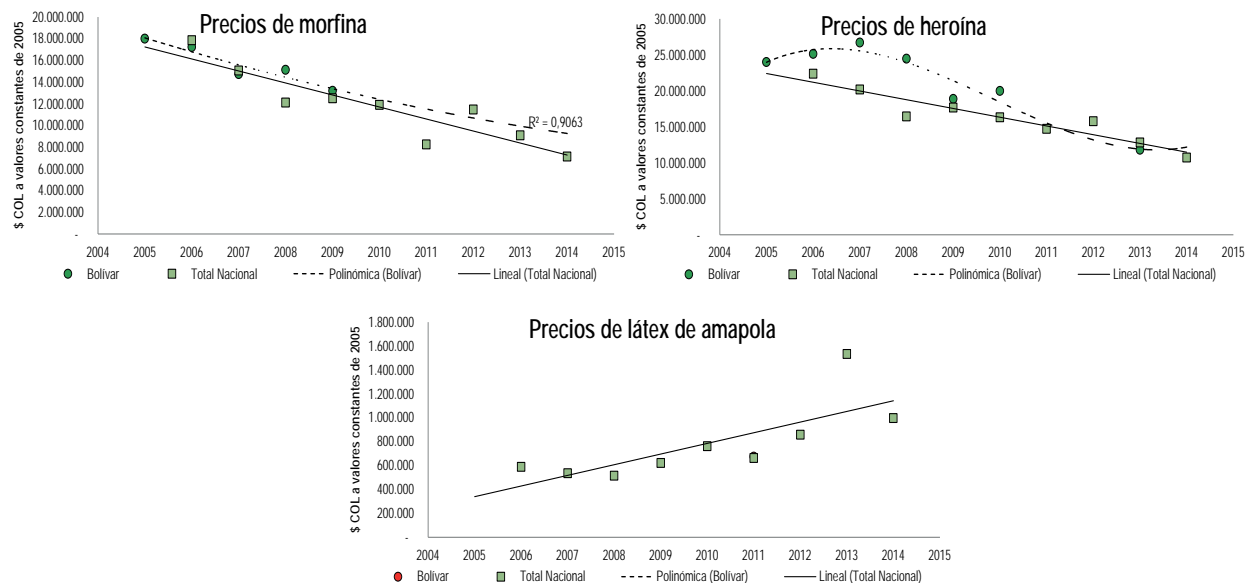 Precios de morfina
$ COL a valores constantes de 2005
20.000.000
18.000.000
16.000.000
14.000.000
12.000.000
10.000.000
8.000.000
6.000.000
4.000.000
2.000.000
-
R² = 0,9063
2004 2005 2006 2007 2008 2009 2010 2011 2012 2013 2014 2015
Bolívar Total Nacional Polinómica (Bolívar) Lineal (Total Nacional)
Precios de heroína
$ COL a valores constantes de 2005
30.000.000
25.000.000
20.000.000
15.000.000
10.000.000
5.000.000
-
2004 2005 2006 2007 2008 2009 2010 2011 2012 2013 2014 2015
Bolívar Total Nacional Polinómica (Bolívar) Lineal (Total Nacional)
Precios de látex de amapola
$ COL a valores constantes de 2005
1.800.000
1.600.000
1.400.000
1.200.000
1.000.000
800.000
600.000
400.000
200.000
-
2004 2005 2006 2007 2008 2009 2010 2011 2012 2013 2014 2015
Bolívar Total Nacional Polinómica (Bolívar) Lineal (Total Nacional)